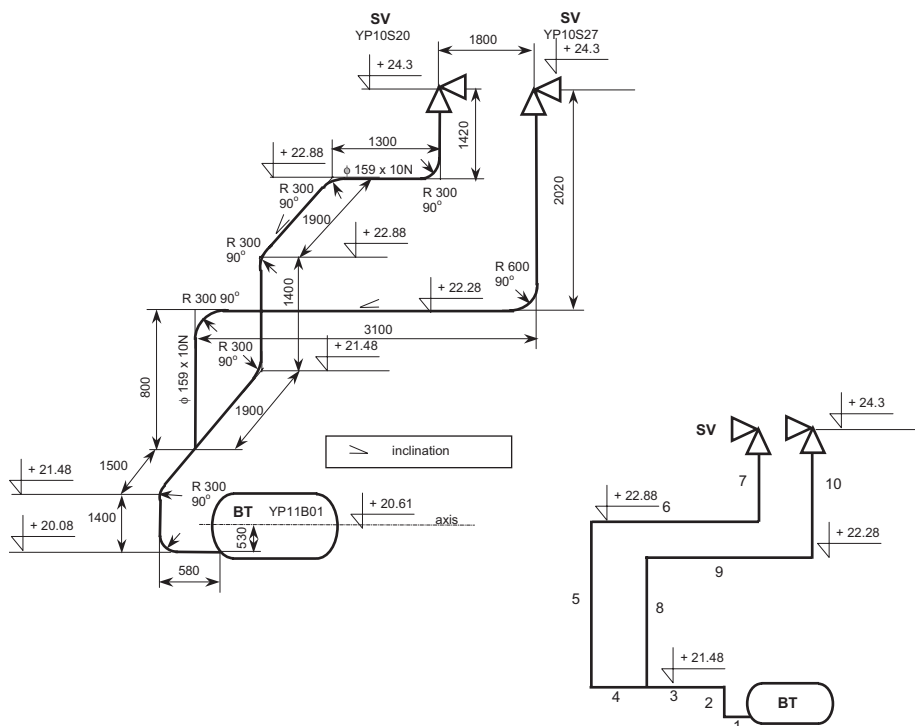 SV
YP10S20
SV
YP10S27
1800
+ 24.3
+ 24.3
1420
1300
+ 22.88
ϕ 159 x 10N
R 300
90°
R 300
90°
2020
1900
R 300
90°
+ 22.88
R 600
90°
1400
R 300 90°
+ 22.28
3100
ϕ 159 x 10N
800
R 300
90°
+ 21.48
1900
+ 24.3
SV
inclination
1500
7
10
+ 21.48
R 300
90°
+ 22.88
6
1400
BT YP11B01
+ 20.61
axis
+ 20.08
530
+ 22.28
9
580
5
8
+ 21.48
4
3
2
BT
1